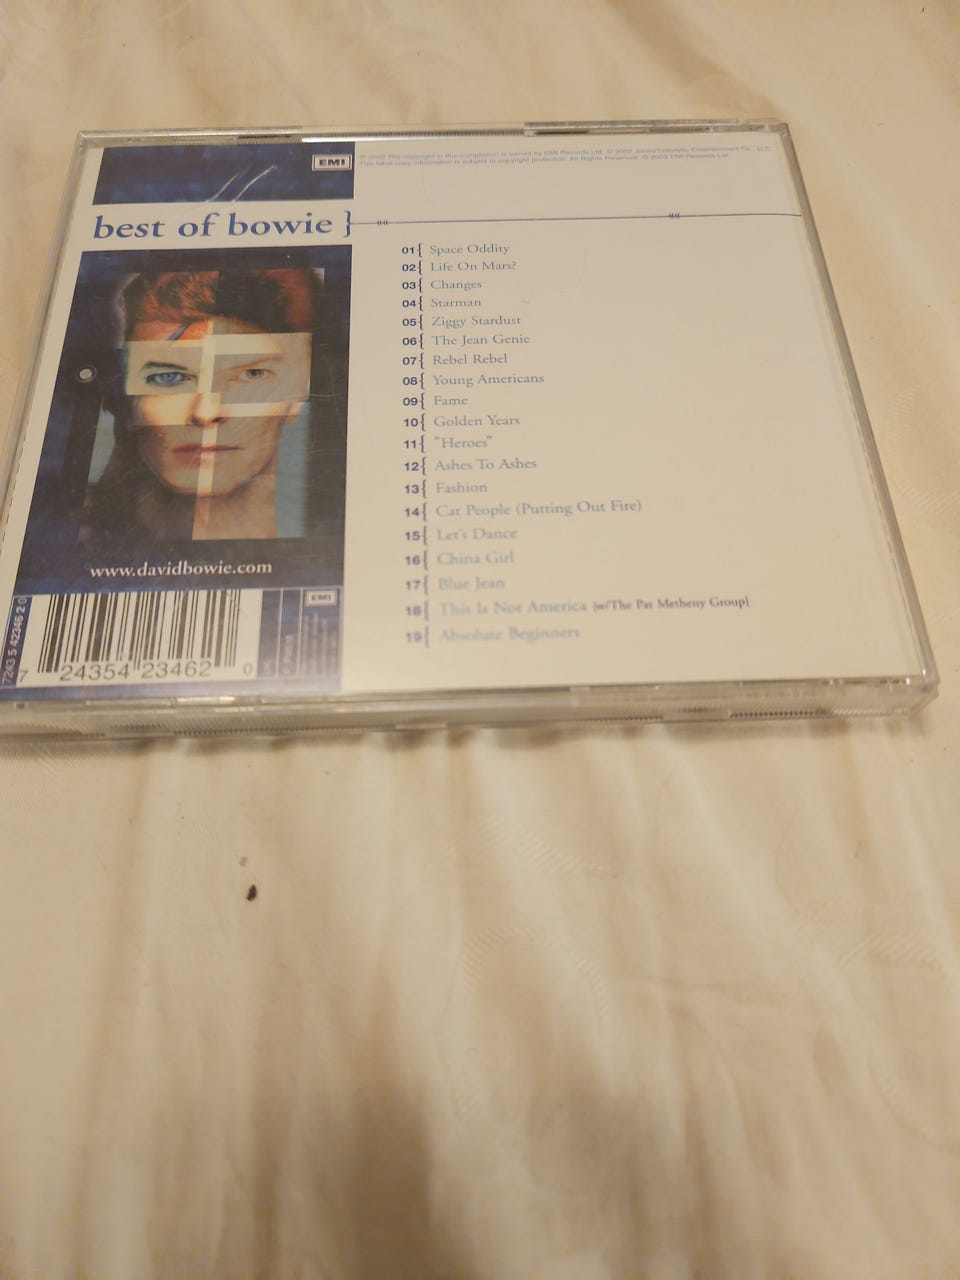 EMI
best of bowie }
01{ Space Oddity
02{ Life On Mars?
03{ Changes
04{ Starman
05{ Ziggy Stardust
06{ The Jean Genie
07{ Rebel Rebel
08{ Young Americans
09{ Fame
10{ Golden Years
11{ "Heroes"
12{ Ashes To Ashes
13{ Fashion
14{ Cat People (Putting Out Fire)
15{ Let's Dance
16{ China Girl
17{ Blue Jean
18{ This Is Not America (w/The Pat Metheny Group)
19{ Absolute Beginners
www.davidbowie.com
EMI
7 24354 23462 0